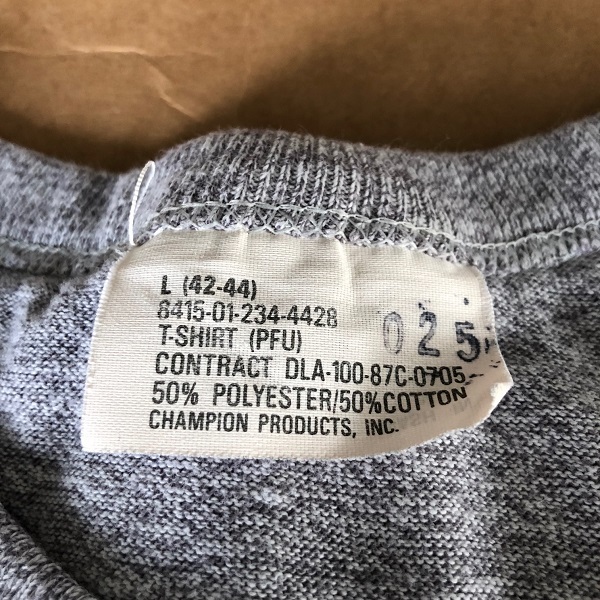 L (42-44)
8415-01-234-4428
T-SHIRT (PFU)
CONTRACT DLA-100-87C-0705
50% POLYESTER/50%COTTON
CHAMPION PRODUCTS, INC.
025